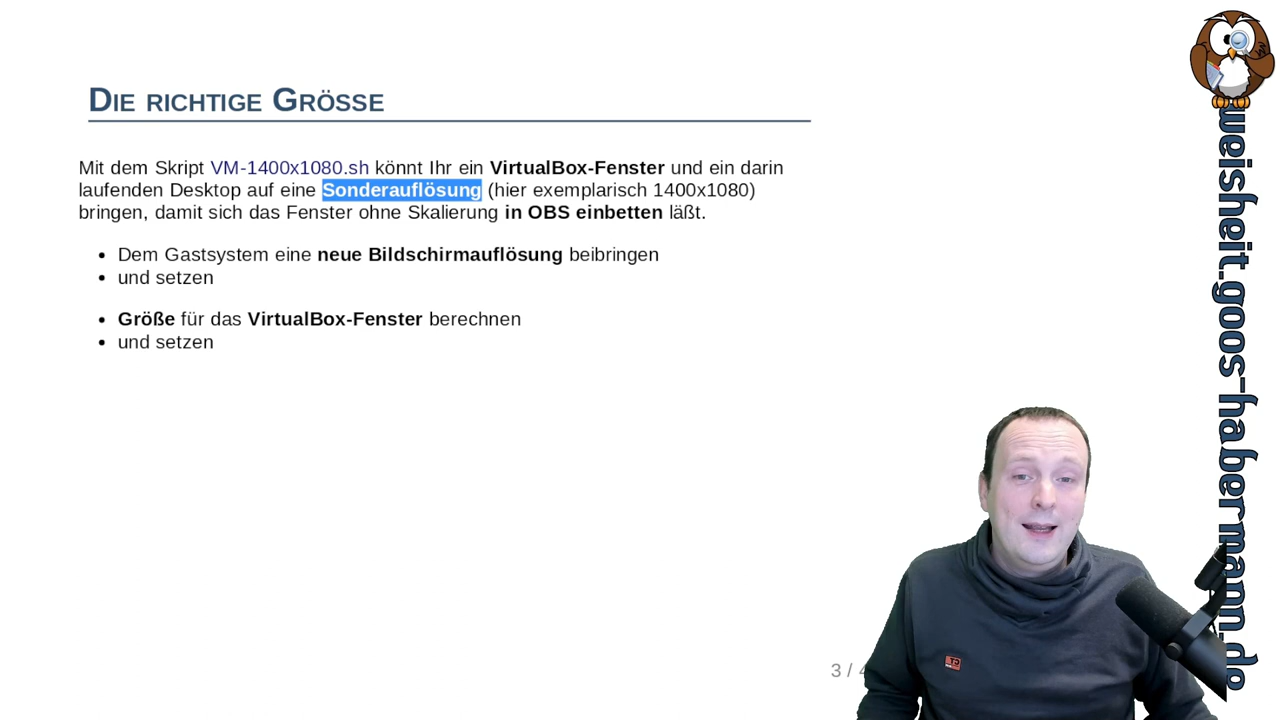 DIE RICHTIGE GRÖSSE
Mit dem Skript VM-1400x1080.sh könnt Ihr ein VirtualBox-Fenster und ein darin
laufenden Desktop auf eine Sonderauflösung (hier exemplarisch 1400x1080)
bringen, damit sich das Fenster ohne Skalierung in OBS einbetten läßt.
• Dem Gastsystem eine neue Bildschirmauflösung beibringen
• und setzen
• Größe für das VirtualBox-Fenster berechnen
• und setzen
3 /
weisheit.goos-habermann.de